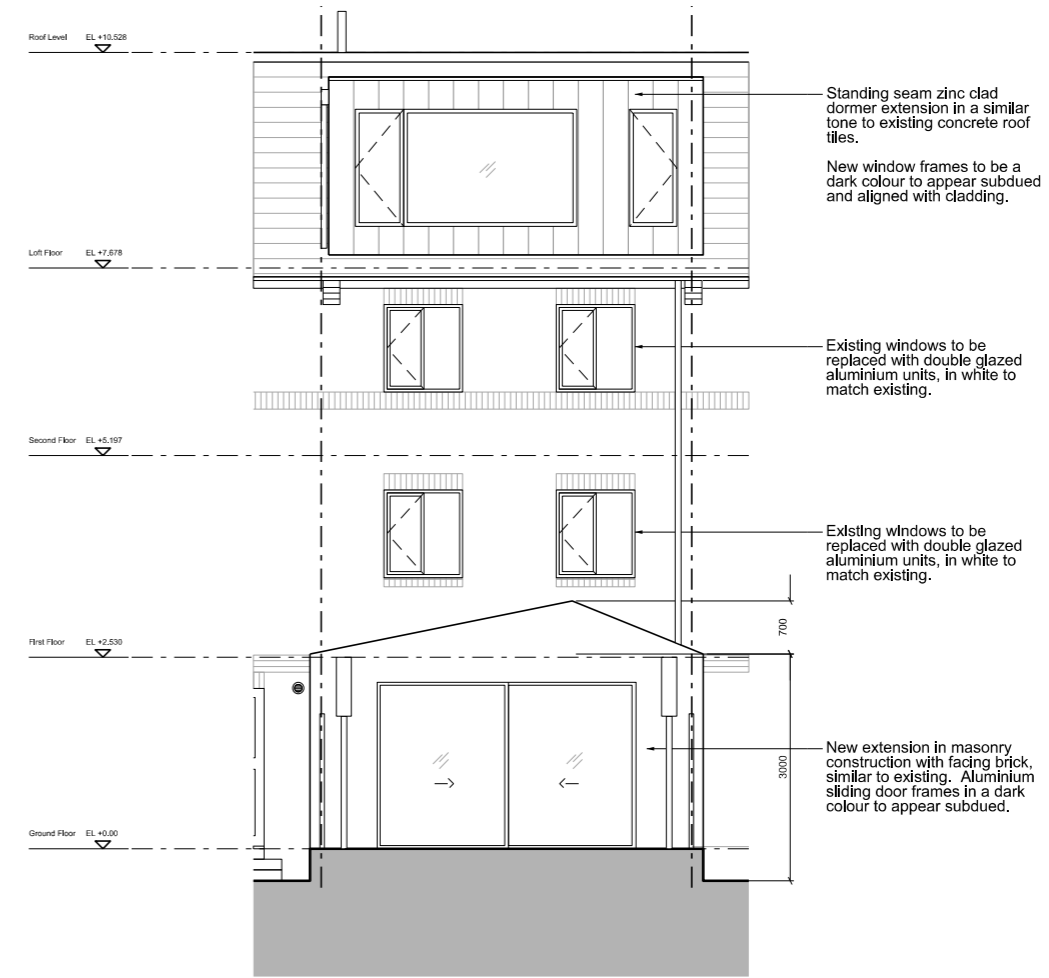 Roof Level EL +10.528
Standing seam zinc clad
dormer extension in a similar
tone to existing concrete roof
tiles.
New window frames to be a
dark colour to appear subdued
and aligned with cladding.
Loft Floor EL +7.678
Existing windows to be
replaced with double glazed
aluminium units, in white to
match existing.
Second Floor EL +5.197
Existing windows to be
replaced with double glazed
aluminium units, in white to
match existing.
700
First Floor EL +2.530
3000
New extension in masonry
construction with facing brick,
similar to existing. Aluminium
sliding door frames in a dark
colour to appear subdued.
Ground Floor EL +0.00